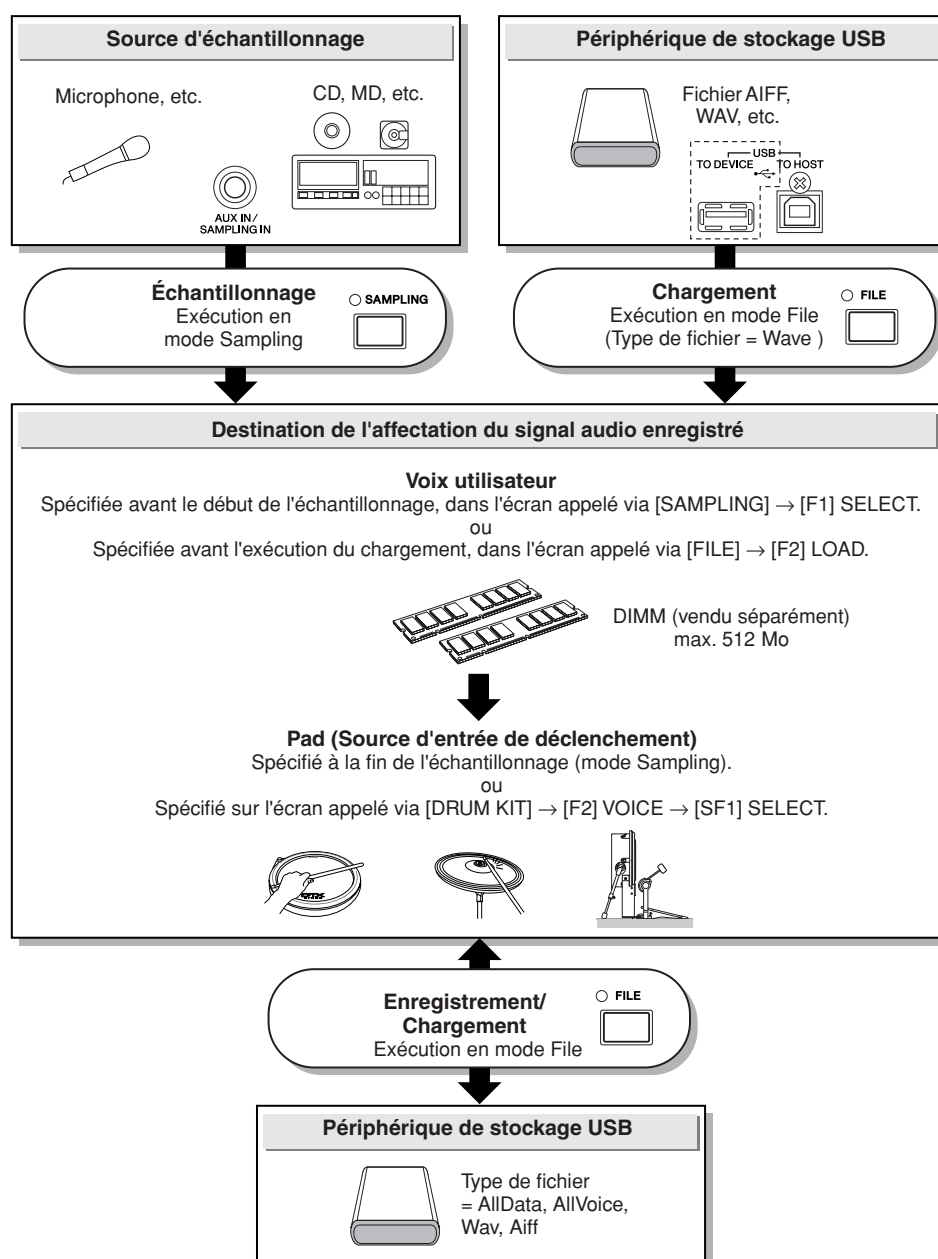 Source d'échantillonnage
Microphone, etc.
CD, MD, etc.
AUX IN/
SAMPLING IN
Périphérique de stockage USB
Fichier AIFF,
WAV, etc.
USB
TO DEVICE
TO HOST
Échantillonnage
Exécution en
mode Sampling
SAMPLING
Chargement
Exécution en mode File
(Type de fichier = Wave )
FILE
Destination de l'affectation du signal audio enregistré
Voix utilisateur
Spécifiée avant le début de l'échantillonnage, dans l'écran appelé via [SAMPLING] → [F1] SELECT.
ou
Spécifiée avant l'exécution du chargement, dans l'écran appelé via [FILE] → [F2] LOAD.
DIMM (vendu séparément)
max. 512 Mo
Pad (Source d'entrée de déclenchement)
Spécifié à la fin de l'échantillonnage (mode Sampling).
ou
Spécifié sur l'écran appelé via [DRUM KIT] → [F2] VOICE → [SF1] SELECT.
Enregistrement/
Chargement
Exécution en mode File
FILE
Périphérique de stockage USB
Type de fichier
= AllData, AllVoice,
Wav, Aiff